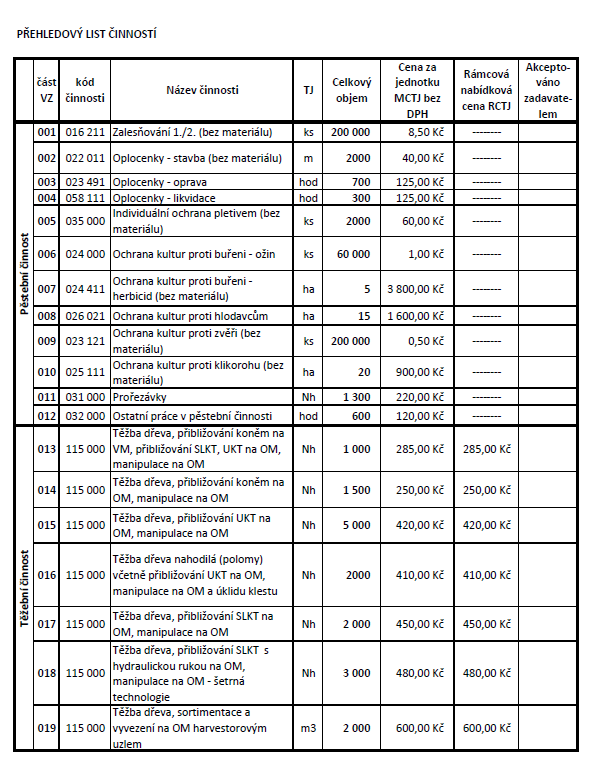 PŘEHLEDOVÝ LIST ČINNOSTÍ
část VZ kód činnosti Název činnosti TJ Celkový objem Cena za jednotku MCTJ bez DPH Rámcová nabídková cena RCTJ Akcepto-váno zadavate-lem
Pěstební činnost
001 016 211 Zalesňování 1./2. (bez materiálu) ks 200 000 8,50 Kč --------
002 022 011 Oplocenky - stavba (bez materiálu) m 2000 40,00 Kč --------
003 023 491 Oplocenky - oprava hod 700 125,00 Kč --------
004 058 111 Oplocenky - likvidace hod 300 125,00 Kč --------
005 035 000 Individuální ochrana pletivem (bez materiálu) ks 2000 60,00 Kč --------
006 024 000 Ochrana kultur proti buřeni - ožin ks 60 000 1,00 Kč --------
007 024 411 Ochrana kultur proti buřeni - herbicid (bez materiálu) ha 5 3 800,00 Kč --------
008 026 021 Ochrana kultur proti hlodavcům ha 15 1 600,00 Kč --------
009 023 121 Ochrana kultur proti zvěři (bez materiálu) ks 200 000 0,50 Kč --------
010 025 111 Ochrana kultur proti klikorohu (bez materiálu) ha 20 900,00 Kč --------
011 031 000 Prořezávky Nh 1 300 220,00 Kč --------
012 032 000 Ostatní práce v pěstební činnosti hod 600 120,00 Kč --------
Těžební činnost
013 115 000 Těžba dřeva, přibližování koněm na VM, přibližování SLKT, UKT na OM, manipulace na OM Nh 1 000 285,00 Kč 285,00 Kč
014 115 000 Těžba dřeva, přibližování koněm na OM, manipulace na OM Nh 1 500 250,00 Kč 250,00 Kč
015 115 000 Těžba dřeva, přibližování UKT na OM, manipulace na OM Nh 5 000 420,00 Kč 420,00 Kč
016 115 000 Těžba dřeva nahodilá (polomy) včetně přibližování UKT na OM, manipulace na OM a úklidu klestu Nh 2000 410,00 Kč 410,00 Kč
017 115 000 Těžba dřeva, přibližování SLKT na OM, manipulace na OM Nh 2 000 450,00 Kč 450,00 Kč
018 115 000 Těžba dřeva, přibližování SLKT s hydraulickou rukou na OM, manipulace na OM - šetrná technologie Nh 3 000 480,00 Kč 480,00 Kč
019 115 000 Těžba dřeva, sortimentace a vyvezení na OM harvestorovým uzlem m3 2 000 600,00 Kč 600,00 Kč